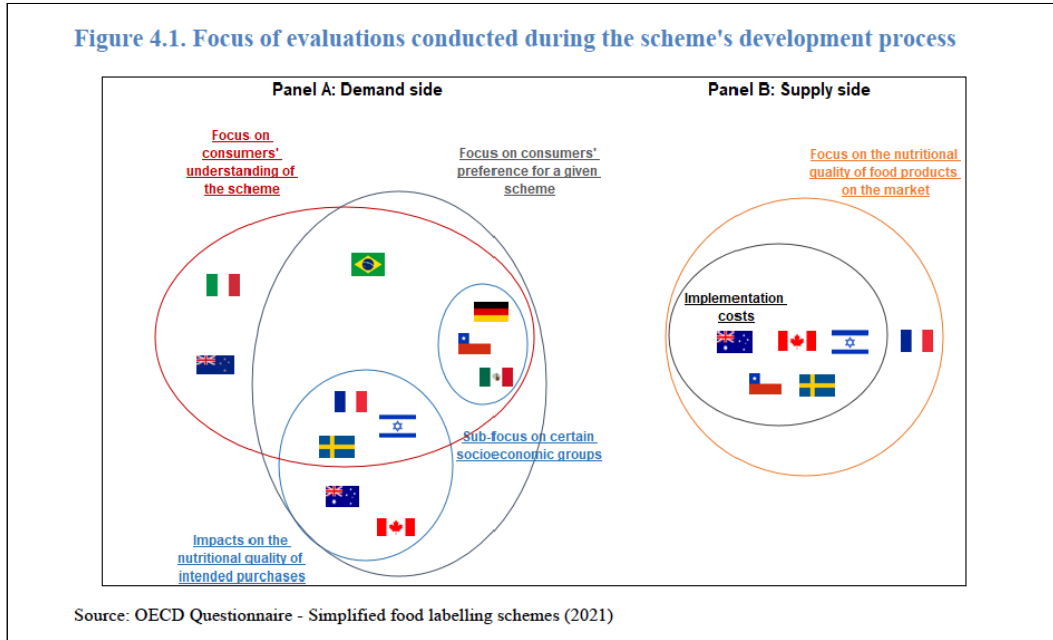 Figure 4.1. Focus of evaluations conducted during the scheme's development process
Panel A: Demand side
Panel B: Supply side
Focus on
consumers'
understanding of
the scheme
Focus on consumers'
preference for a given
scheme
Focus on the nutritional
quality of food products
on the market
Implementation
costs
Sub-focus on certain
socioeconomic groups
Impacts on the
nutritional quality of
intended purchases
Source: OECD Questionnaire - Simplified food labelling schemes (2021)